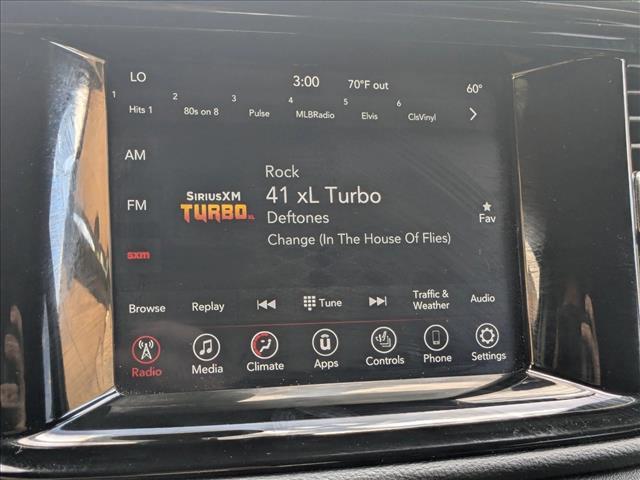 LO 3:00 70°F out 60°
1 Hits 1 2 80s on 8 3 Pulse 4 MLBRadio 5 Elvis 6 ClsVinyl
AM
FM
sxm
SIRIUSXM
TURBO XL
Rock
41 xL Turbo
Deftones
Change (In The House Of Flies)
Fav
Browse Replay Tune Traffic & Weather Audio
Radio Media Climate Apps Controls Phone Settings